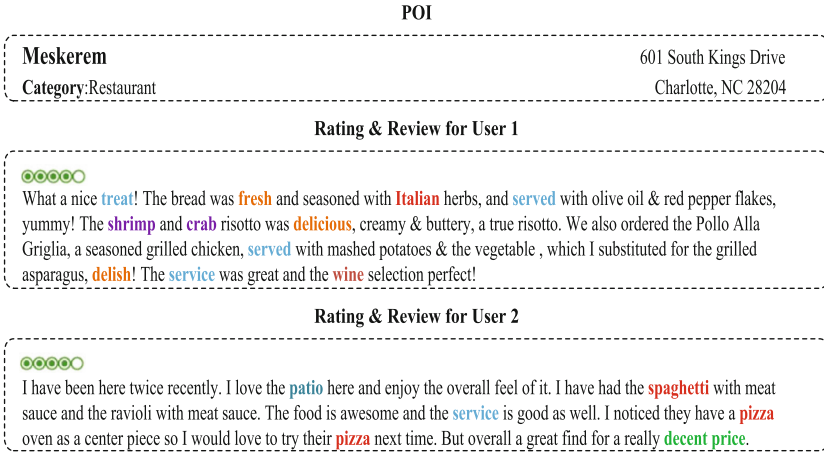 POI
Meskerem 601 South Kings Drive
Category:Restaurant Charlotte, NC 28204
Rating & Review for User 1
What a nice treat! The bread was fresh and seasoned with Italian herbs, and served with olive oil & red pepper flakes,
yummy! The shrimp and crab risotto was delicious, creamy & buttery, a true risotto. We also ordered the Pollo Alla
Griglia, a seasoned grilled chicken, served with mashed potatoes & the vegetable , which I substituted for the grilled
asparagus, delish! The service was great and the wine selection perfect!
Rating & Review for User 2
I have been here twice recently. I love the patio here and enjoy the overall feel of it. I have had the spaghetti with meat
sauce and the ravioli with meat sauce. The food is awesome and the service is good as well. I noticed they have a pizza
oven as a center piece so I would love to try their pizza next time. But overall a great find for a really decent price.